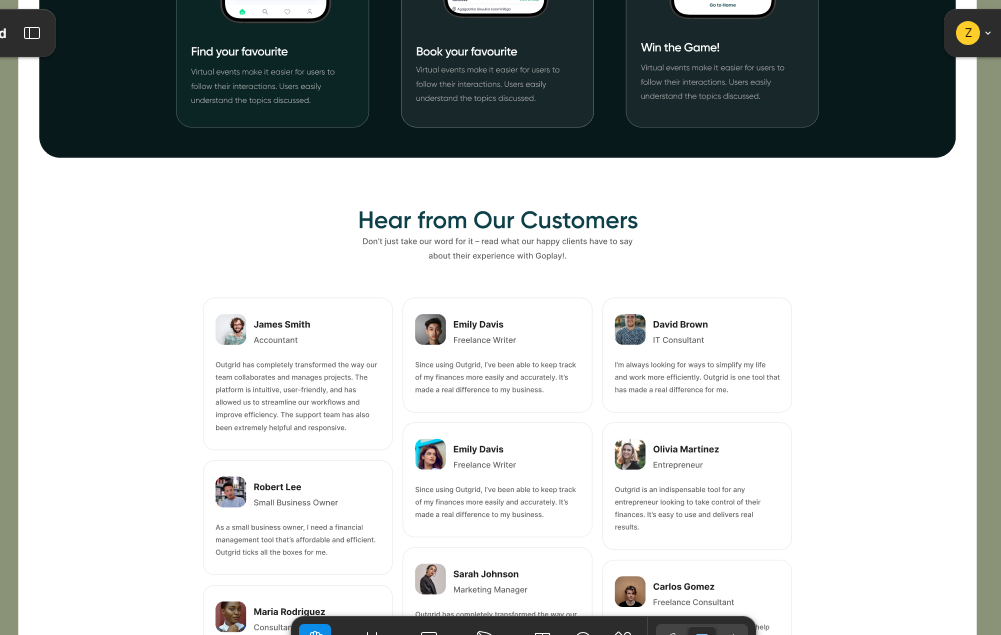 d
Z
Go to Home
Find your favourite
Virtual events make it easier for users to
follow their interactions. Users easily
understand the topics discussed.
Book your favourite
Virtual events make it easier for users to
follow their interactions. Users easily
understand the topics discussed.
Win the Game!
Virtual events make it easier for users to
follow their interactions. Users easily
understand the topics discussed.
Hear from Our Customers
Don't just take our word for it – read what our happy clients have to say
about their experience with Goplay!.
James Smith
Accountant
Outgrid has completely transformed the way our
team collaborates and manages projects. The
platform is intuitive, user-friendly, and has
allowed us to streamline our workflows and
improve efficiency. The support team has also
been extremely helpful and responsive.
Robert Lee
Small Business Owner
As a small business owner, I need a financial
management tool that's affordable and efficient.
Outgrid ticks all the boxes for me.
Maria Rodriguez
Consultan
Emily Davis
Freelance Writer
Since using Outgrid, I've been able to keep track
of my finances more easily and accurately. It's
made a real difference to my business.
Emily Davis
Freelance Writer
Since using Outgrid, I've been able to keep track
of my finances more easily and accurately. It's
made a real difference to my business.
Sarah Johnson
Marketing Manager
Outgrid has completely transformed the way our
David Brown
IT Consultant
I'm always looking for ways to simplify my life
and work more efficiently. Outgrid is one tool that
has made a real difference for me.
Olivia Martinez
Entrepreneur
Outgrid is an indispensable tool for any
entrepreneur looking to take control of their
finances. It's easy to use and delivers real
results.
Carlos Gomez
Freelance Consultant
help